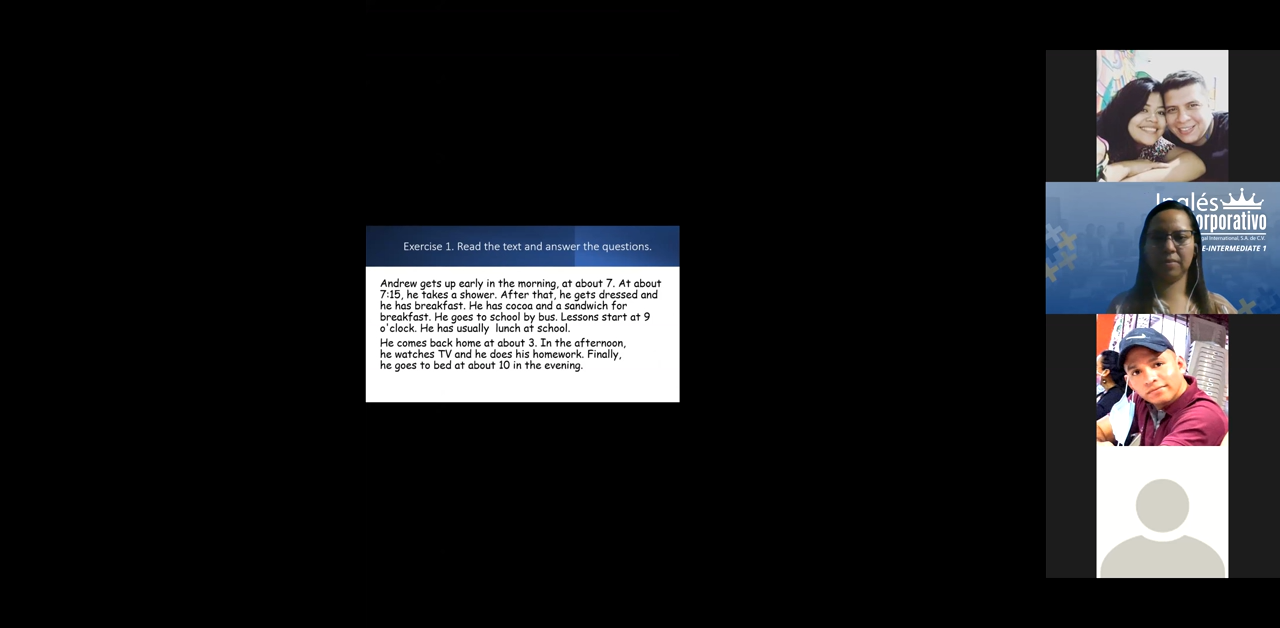 Exercise 1. Read the text and answer the questions.
Andrew gets up early in the morning, at about 7. At about
7:15, he takes a shower. After that, he gets dressed and
he has breakfast. He has cocoa and a sandwich for
breakfast. He goes to school by bus. Lessons start at 9
o'clock. He has usually lunch at school.
He comes back home at about 3. In the afternoon,
he watches TV and he does his homework. Finally,
he goes to bed at about 10 in the evening.
Inglés
orporativo
gal International, S.A. de C.V.
E-INTERMEDIATE 1